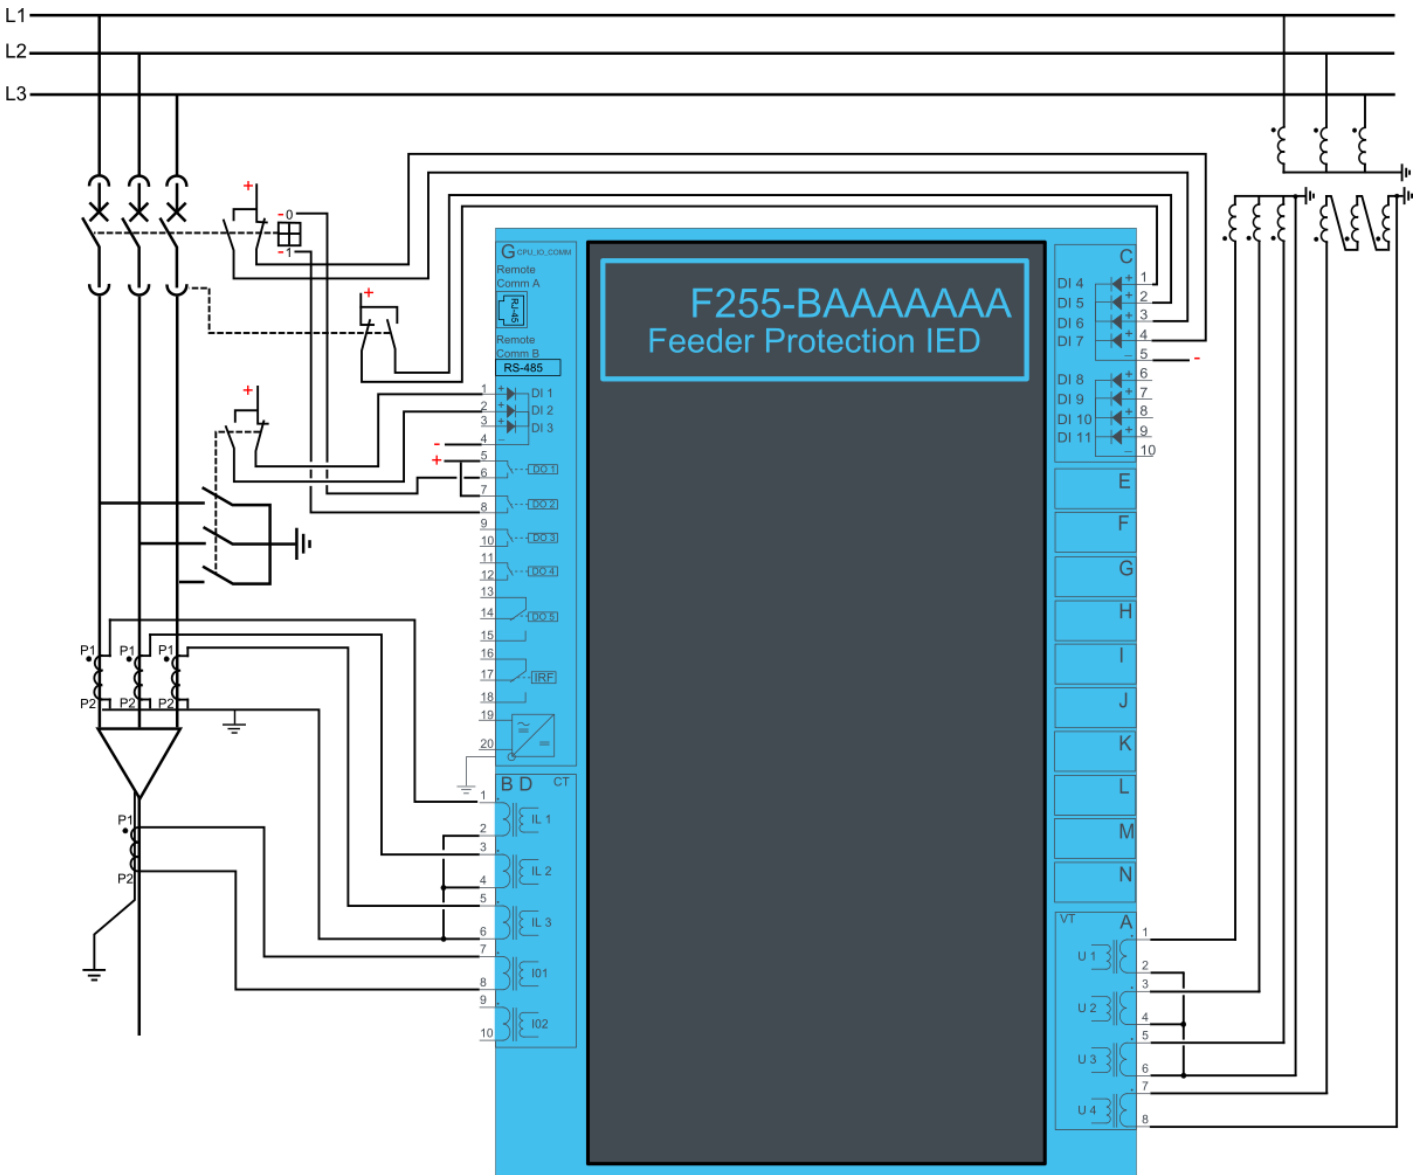 L1
L2
L3
+
-0
-1
+
+
G CPU_IO_COMM
Remote
Comm A
RJ-45
Remote
Comm B
RS-485
1 + DI 1
2 + DI 2
3 + DI 3
4 −
-
+
5
6 DO 1
7
8 DO 2
9
10 DO 3
11
12 DO 4
13
14 DO 5
15
16
17 IRF
18
19
20
B D CT
1
IL 1
2
3
IL 2
4
5
IL 3
6
7
I01
8
9
I02
10
P1 P1 P1
P2 P2 P2
P1
P2
F255-BAAAAAAA
Feeder Protection IED
C
DI 4 + 1
DI 5 + 2
DI 6 + 3
DI 7 + 4
− 5 -
DI 8 + 6
DI 9 + 7
DI 10 + 8
DI 11 + 9
− 10
E
F
G
H
I
J
K
L
M
N
VT A
1
U 1
2
3
U 2
4
5
U 3
6
7
U 4
8